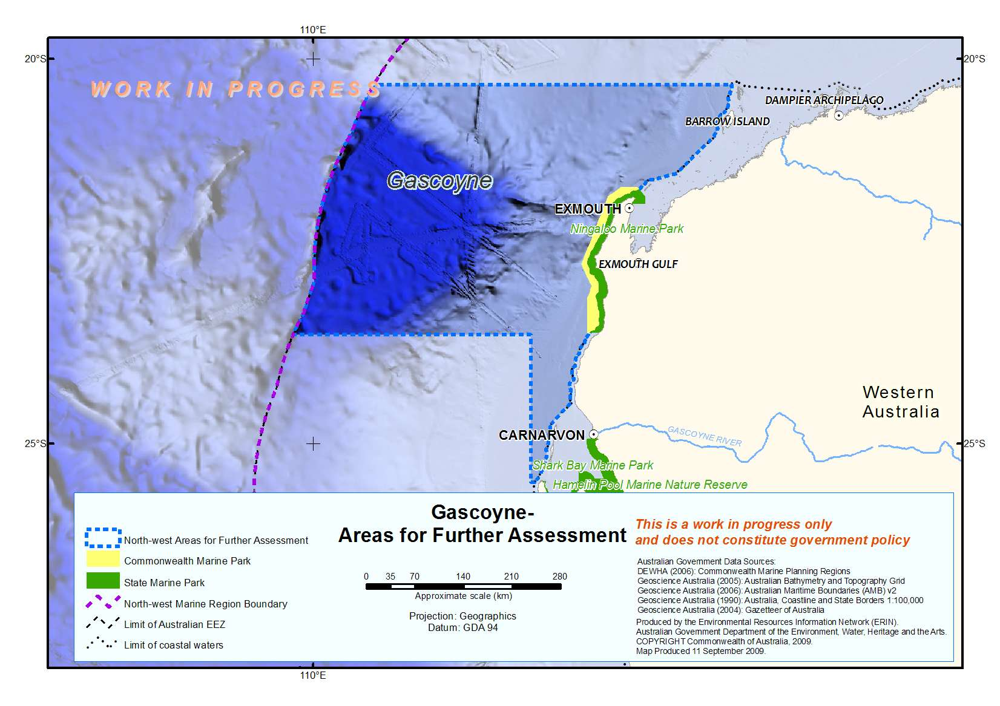 110°E
20°S
20°S
WORK IN PROGRESS
DAMPIER ARCHIPELAGO
BARROW ISLAND
Gascoyne
EXMOUTH
Ningaloo Marine Park
EXMOUTH GULF
Western
Australia
CARNARVON
GASCOYNE RIVER
25°S
25°S
Shark Bay Marine Park
Hamelin Pool Marine Nature Reserve
Gascoyne-
Areas for Further Assessment
This is a work in progress only
and does not constitute government policy
North-west Areas for Further Assessment
Commonwealth Marine Park
State Marine Park
North-west Marine Region Boundary
Limit of Australian EEZ
Limit of coastal waters
0 35 70 140 210 280
Approximate scale (km)
Projection: Geographics
Datum: GDA 94
Australian Government Data Sources:
DEWHA (2006): Commonwealth Marine Planning Regions
Geoscience Australia (2005): Australian Bathymetry and Topography Grid
Geoscience Australia (2006): Australian Maritime Boundaries (AMB) v2
Geoscience Australia (1990): Australia, Coastline and State Borders 1:100,000
Geoscience Australia (2004): Gazetteer of Australia
Produced by the Environmental Resources Information Network (ERIN).
Australian Government Department of the Environment, Water, Heritage and the Arts.
COPYRIGHT Commonwealth of Australia, 2009.
Map Produced 11 September 2009.
110°E